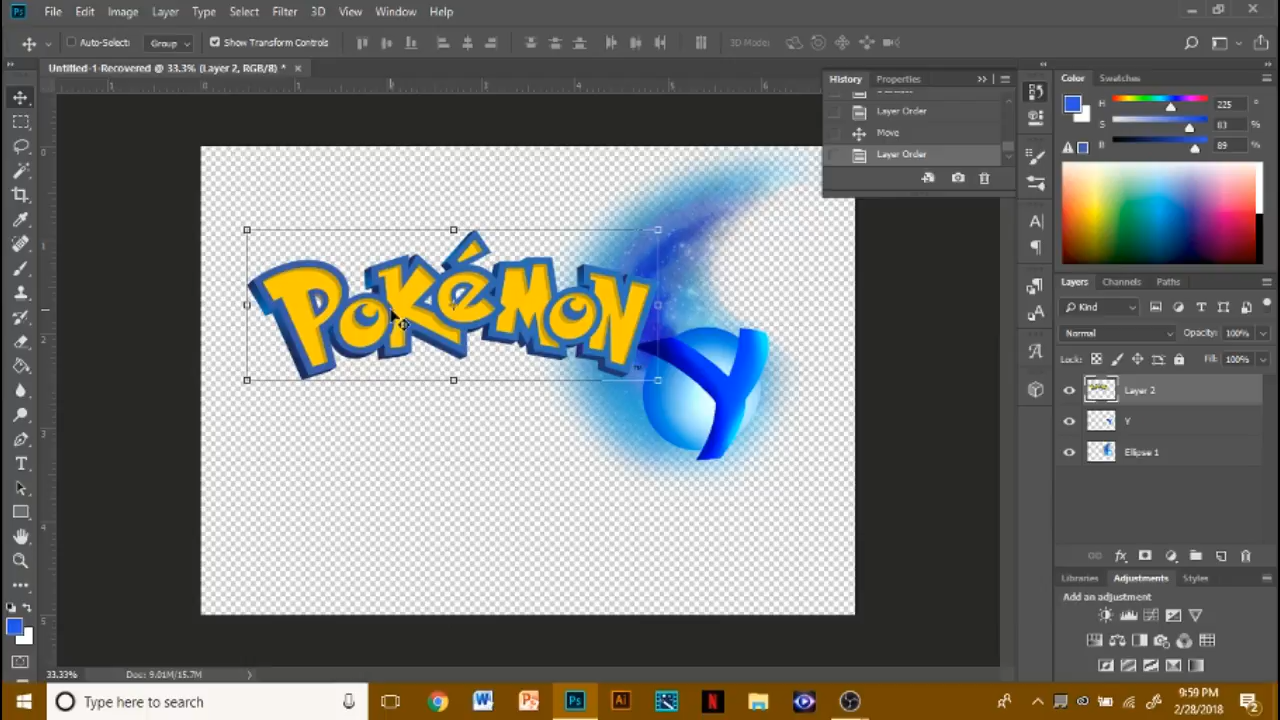 Ps File Edit Image Layer Type Select Filter 3D View Window Help
Auto-Select: Group Show Transform Controls 3D Mode:
Untitled-1-Recovered @ 33.3% (Layer 2, RGB/8) * ×
History Properties
Layer Order
Move
Layer Order
Color Swatches
H 225 °
S 83 %
B 89 %
POKéMON
™
Y
Layers Channels Paths
Kind
Normal Opacity: 100%
Lock: Fill: 100%
Layer 2
Y
Ellipse 1
Libraries Adjustments Styles
Add an adjustment
33.33% Doc: 9.01M/15.7M
Type here to search
9:59 PM
2/28/2018